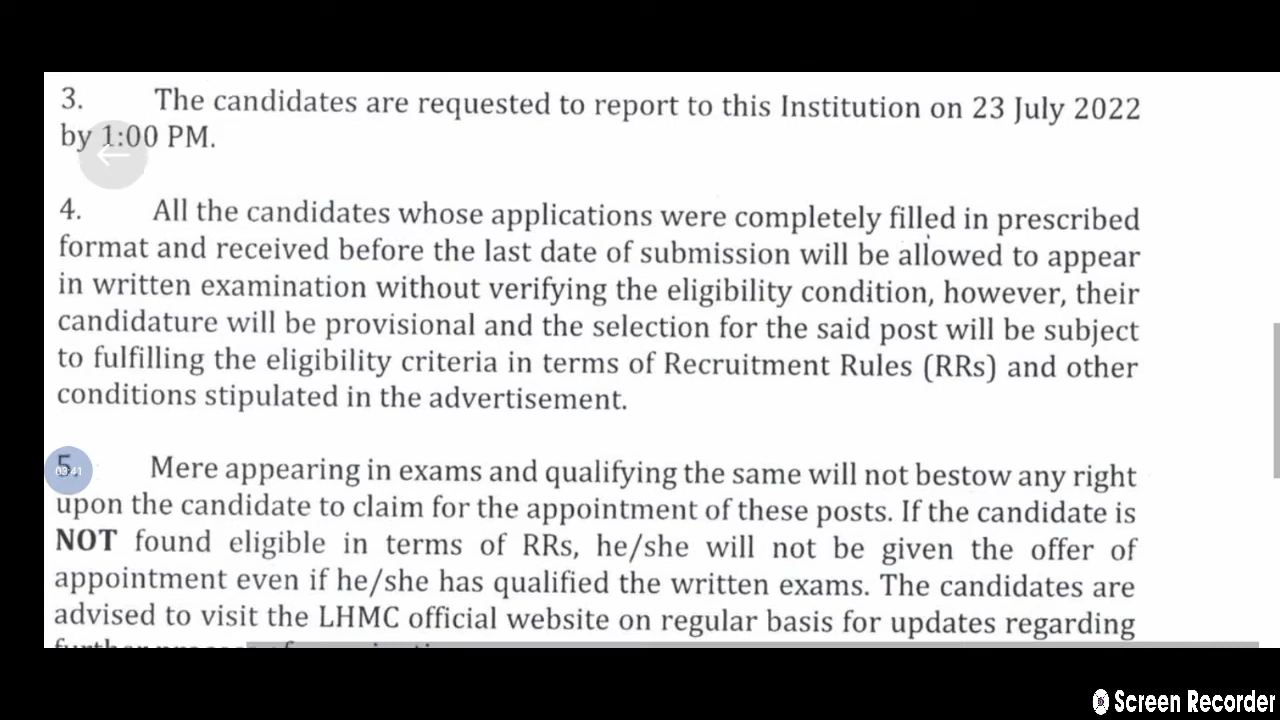 3. The candidates are requested to report to this Institution on 23 July 2022
by 1:00 PM.
4. All the candidates whose applications were completely filled in prescribed
format and received before the last date of submission will be allowed to appear
in written examination without verifying the eligibility condition, however, their
candidature will be provisional and the selection for the said post will be subject
to fulfilling the eligibility criteria in terms of Recruitment Rules (RRs) and other
conditions stipulated in the advertisement.
5. Mere appearing in exams and qualifying the same will not bestow any right
03:41
upon the candidate to claim for the appointment of these posts. If the candidate is
NOT found eligible in terms of RRs, he/she will not be given the offer of
appointment even if he/she has qualified the written exams. The candidates are
advised to visit the LHMC official website on regular basis for updates regarding
Screen Recorder